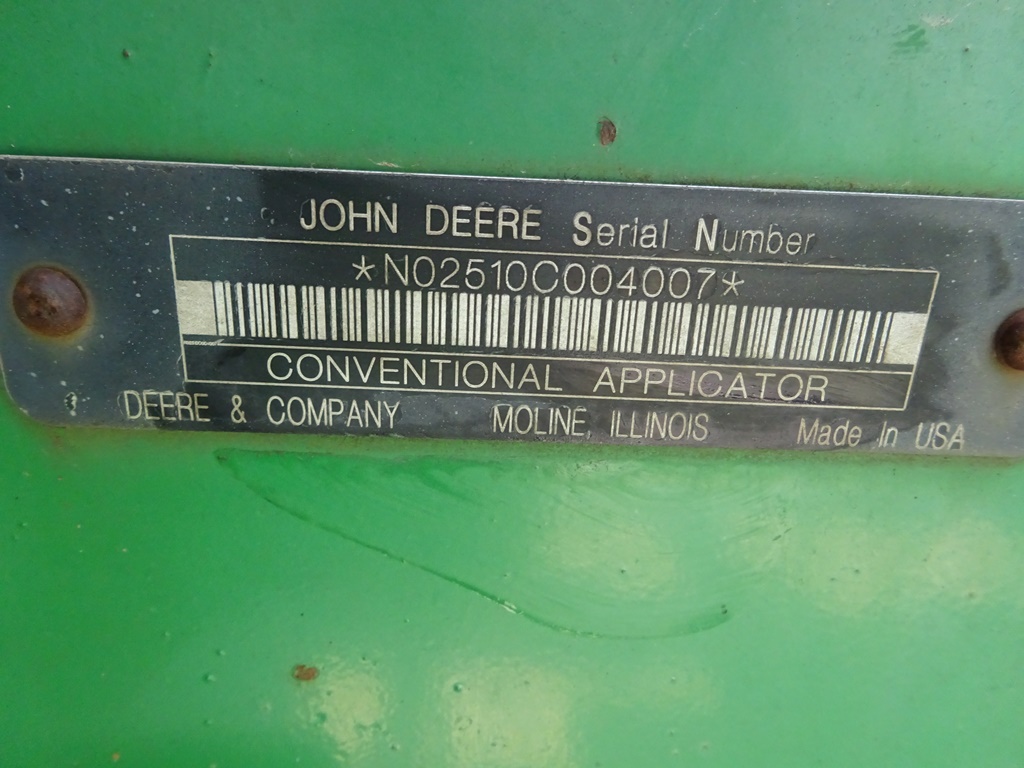 JOHN DEERE Serial Number
*N02510C004007*
CONVENTIONAL APPLICATOR
DEERE & COMPANY MOLINE, ILLINOIS Made In USA